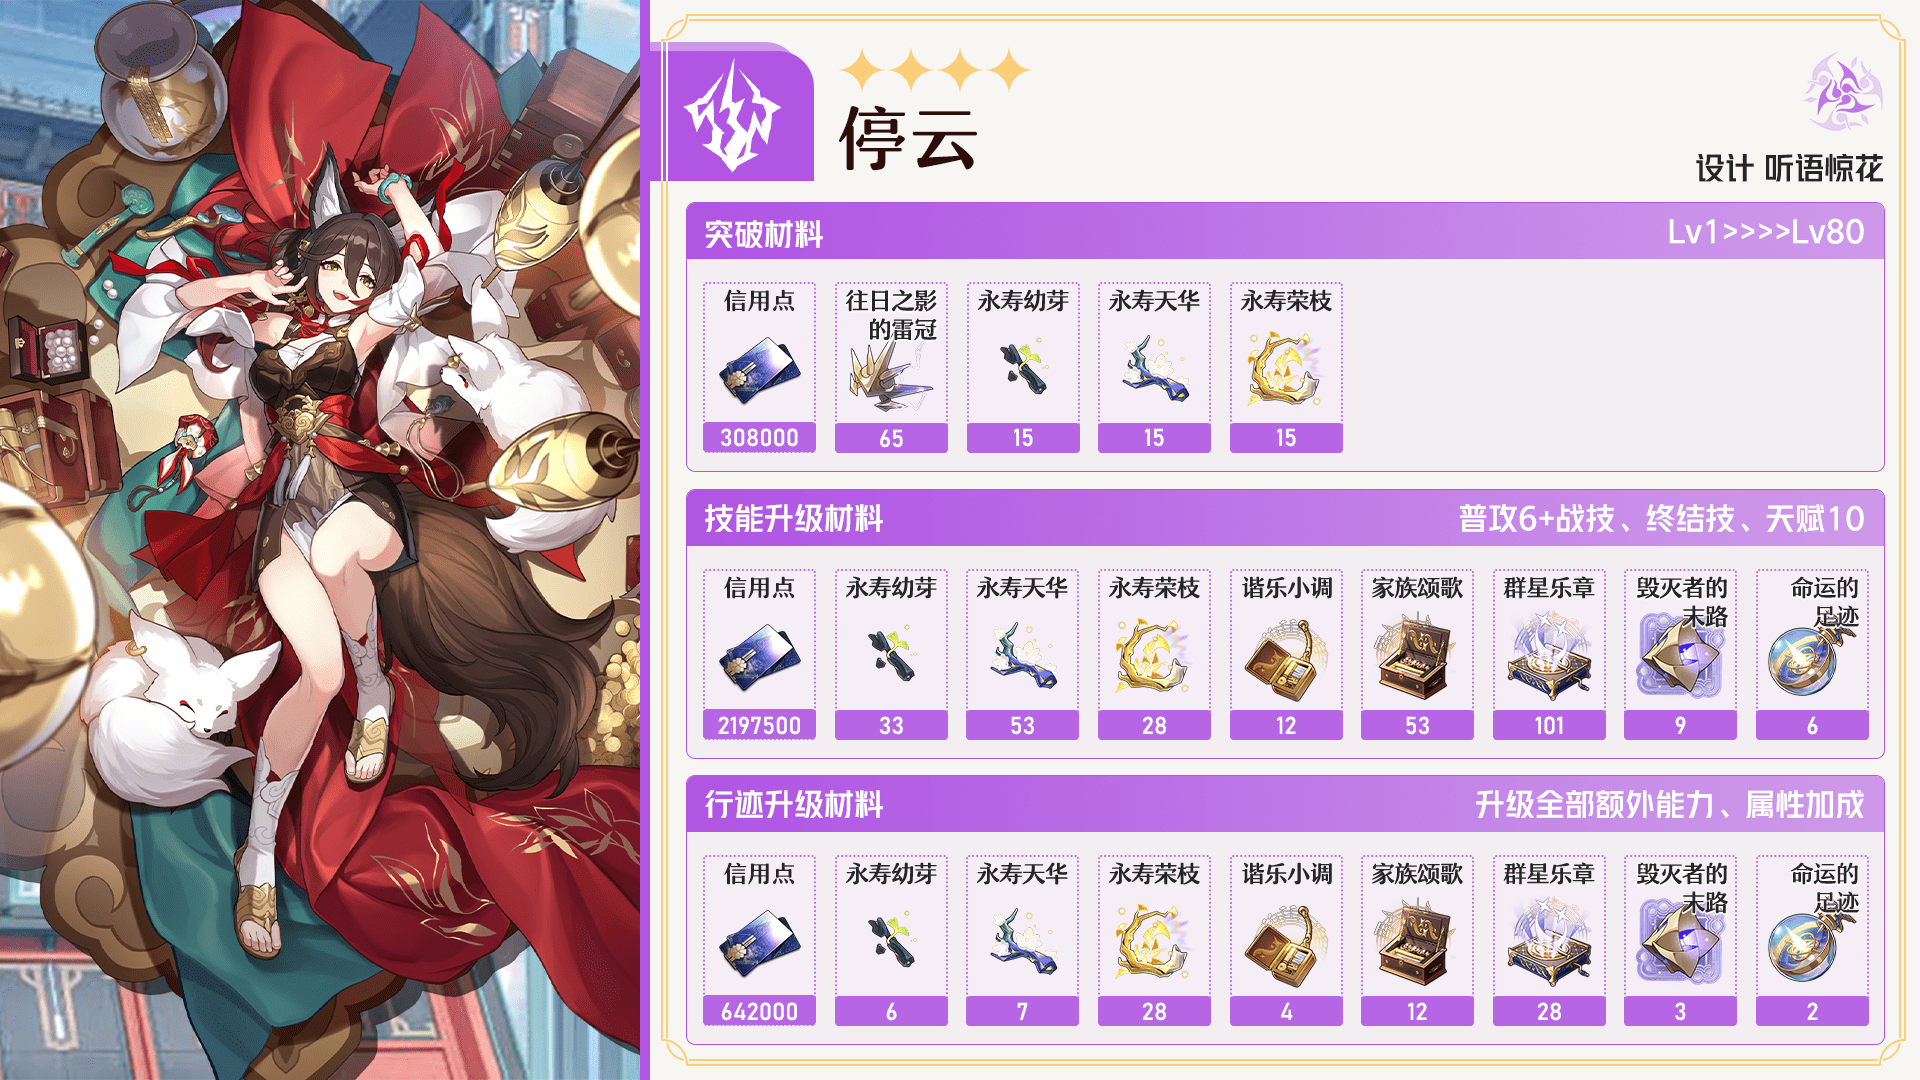 停云
设计 听语惊花
突破材料 Lv1>>>>Lv80
信用点 往日之影的雷冠 永寿幼芽 永寿天华 永寿荣枝
308000 65 15 15 15
技能升级材料 普攻6+战技、终结技、天赋10
信用点 永寿幼芽 永寿天华 永寿荣枝 谐乐小调 家族颂歌 群星乐章 毁灭者的末路 命运的足迹
2197500 33 53 28 12 53 101 9 6
行迹升级材料 升级全部额外能力、属性加成
信用点 永寿幼芽 永寿天华 永寿荣枝 谐乐小调 家族颂歌 群星乐章 毁灭者的末路 命运的足迹
642000 6 7 28 4 12 28 3 2